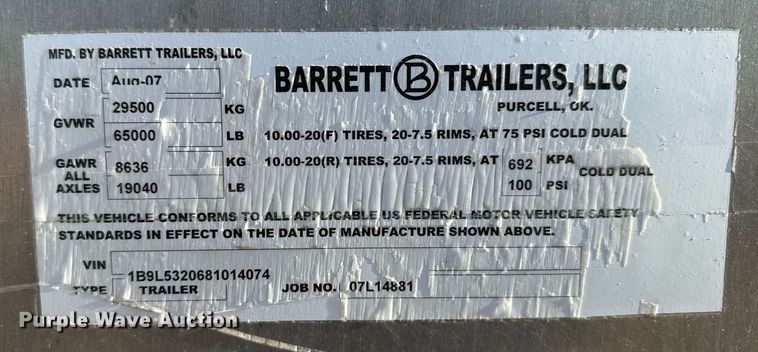 MFD. BY BARRETT TRAILERS, LLC
DATE Aug-07
BARRETT B TRAILERS, LLC
PURCELL, OK.
GVWR 29500 KG
65000 LB
10.00-20(F) TIRES, 20-7.5 RIMS, AT 75 PSI COLD DUAL
GAWR ALL AXLES 8636 KG
19040 LB
10.00-20(R) TIRES, 20-7.5 RIMS, AT 692 KPA
100 PSI
COLD DUAL
THIS VEHICLE CONFORMS TO ALL APPLICABLE US FEDERAL MOTOR VEHICLE SAFETY
STANDARDS IN EFFECT ON THE DATE OF MANUFACTURE SHOWN ABOVE.
VIN 1B9L5320681014074
TYPE TRAILER JOB NO. 07L14881
Purple Wave Auction